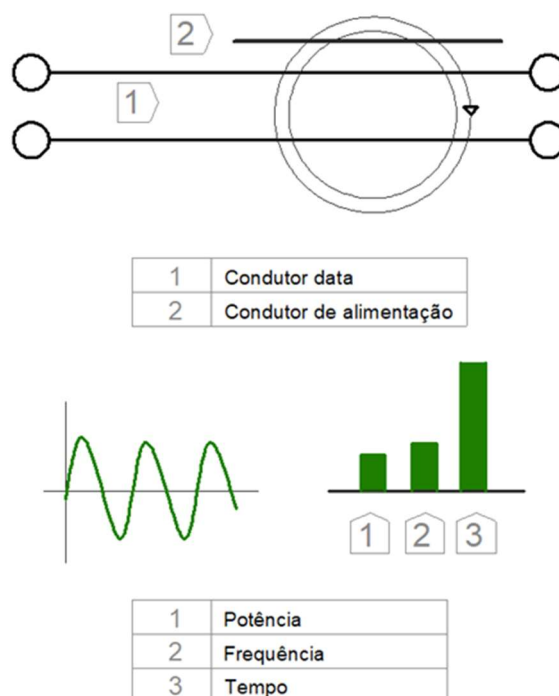 2
1
1 Condutor data
2 Condutor de alimentação
1 2 3
1 Potência
2 Frequência
3 Tempo